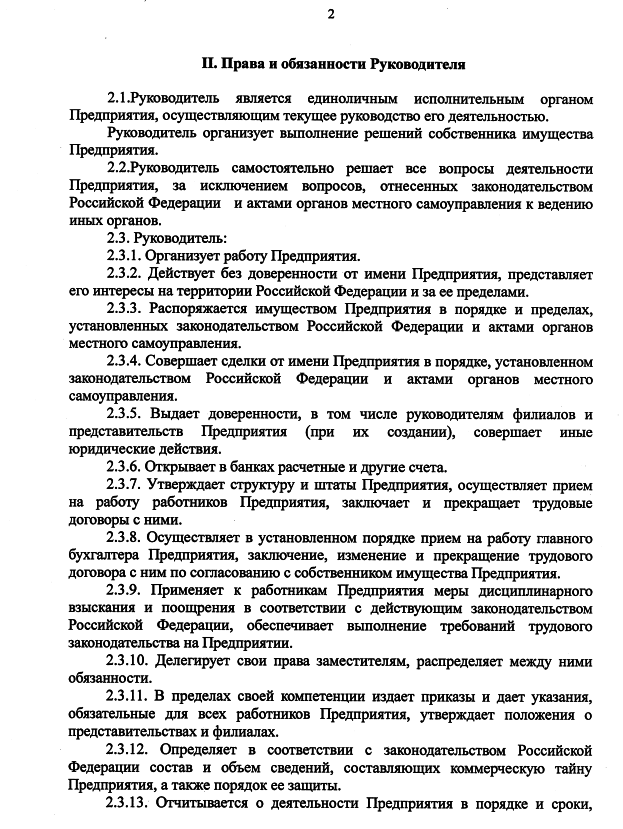 2
II. Права и обязанности Руководителя
2.1.Руководитель является единоличным исполнительным органом
Предприятия, осуществляющим текущее руководство его деятельностью.
Руководитель организует выполнение решений собственника имущества
Предприятия.
2.2.Руководитель самостоятельно решает все вопросы деятельности
Предприятия, за исключением вопросов, отнесенных законодательством
Российской Федерации и актами органов местного самоуправления к ведению
иных органов.
2.3. Руководитель:
2.3.1. Организует работу Предприятия.
2.3.2. Действует без доверенности от имени Предприятия, представляет
его интересы на территории Российской Федерации и за ее пределами.
2.3.3. Распоряжается имуществом Предприятия в порядке и пределах,
установленных законодательством Российской Федерации и актами органов
местного самоуправления.
2.3.4. Совершает сделки от имени Предприятия в порядке, установленном
законодательством Российской Федерации и актами органов местного
самоуправления.
2.3.5. Выдает доверенности, в том числе руководителям филиалов и
представительств Предприятия (при их создании), совершает иные
юридические действия.
2.3.6. Открывает в банках расчетные и другие счета.
2.3.7. Утверждает структуру и штаты Предприятия, осуществляет прием
на работу работников Предприятия, заключает и прекращает трудовые
договоры с ними.
2.3.8. Осуществляет в установленном порядке прием на работу главного
бухгалтера Предприятия, заключение, изменение и прекращение трудового
договора с ним по согласованию с собственником имущества Предприятия.
2.3.9. Применяет к работникам Предприятия меры дисциплинарного
взыскания и поощрения в соответствии с действующим законодательством
Российской Федерации, обеспечивает выполнение требований трудового
законодательства на Предприятии.
2.3.10. Делегирует свои права заместителям, распределяет между ними
обязанности.
2.3.11. В пределах своей компетенции издает приказы и дает указания,
обязательные для всех работников Предприятия, утверждает положения о
представительствах и филиалах.
2.3.12. Определяет в соответствии с законодательством Российской
Федерации состав и объем сведений, составляющих коммерческую тайну
Предприятия, а также порядок ее защиты.
2.3.13. Отчитывается о деятельности Предприятия в порядке и сроки,